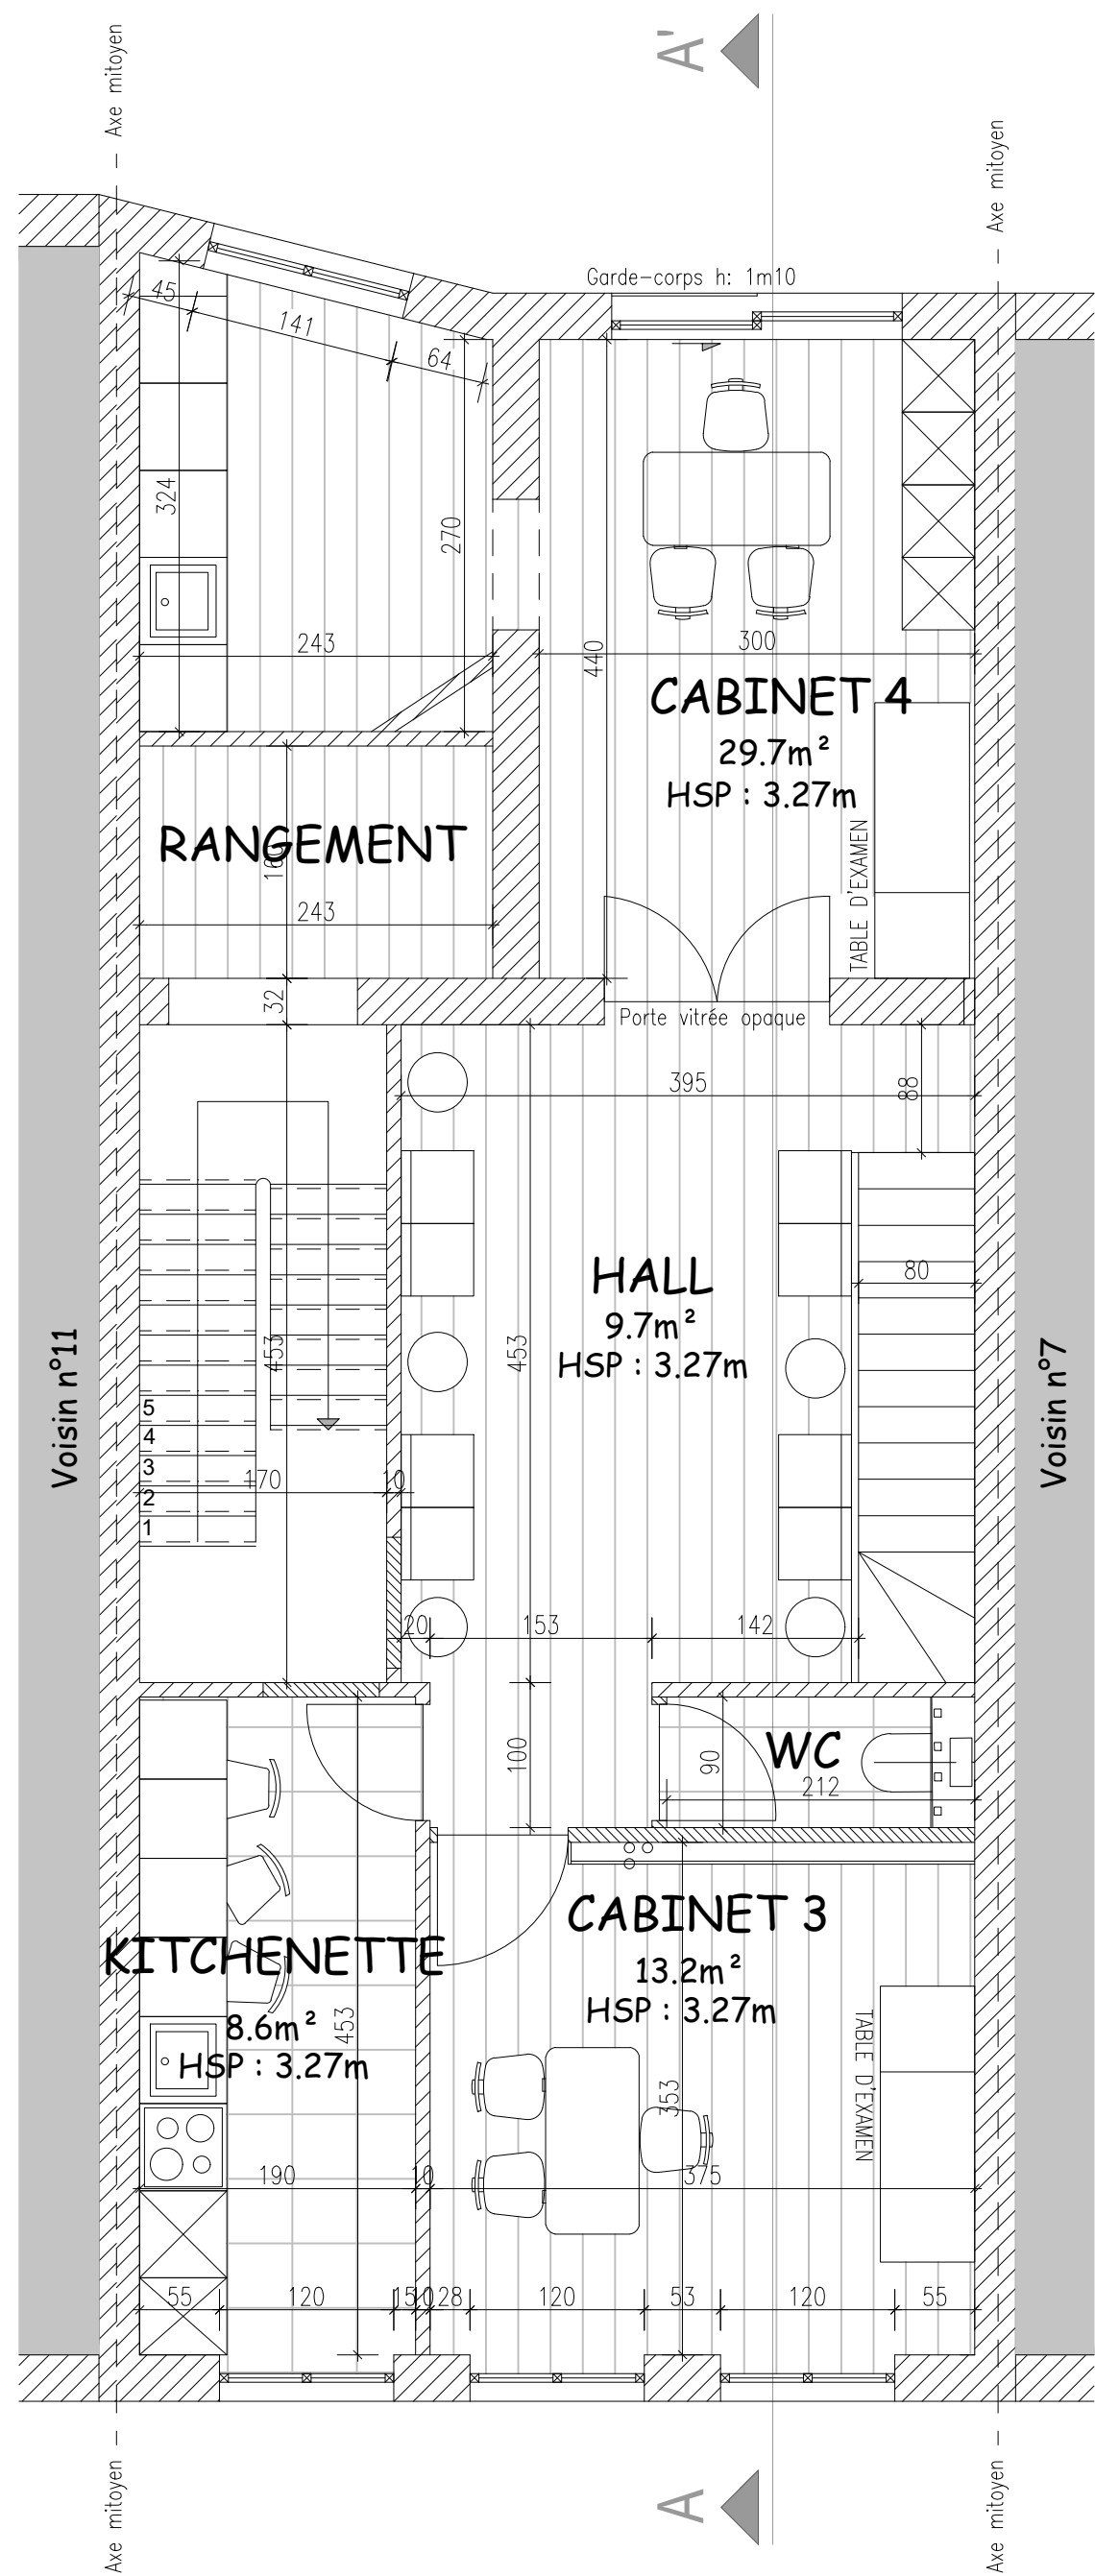 Axe mitoyen
A'
Axe mitoyen
Garde-corps h: 1m10
45
141
64
324
270
243
300
440
CABINET 4
29.7m²
HSP : 3.27m
TABLE D'EXAMEN
RANGEMENT
243
32
Porte vitrée opaque
395
88
HALL
9.7m²
HSP : 3.27m
80
453
453
Voisin n°11
Voisin n°7
5
4
3
2
1
170
10
20
153
142
100
90
WC
212
CABINET 3
13.2m²
HSP : 3.27m
KITCHENETTE
8.6m²
HSP : 3.27m
453
353
TABLE D'EXAMEN
190
10
375
55
120
15
10
28
120
53
120
55
A
Axe mitoyen
Axe mitoyen